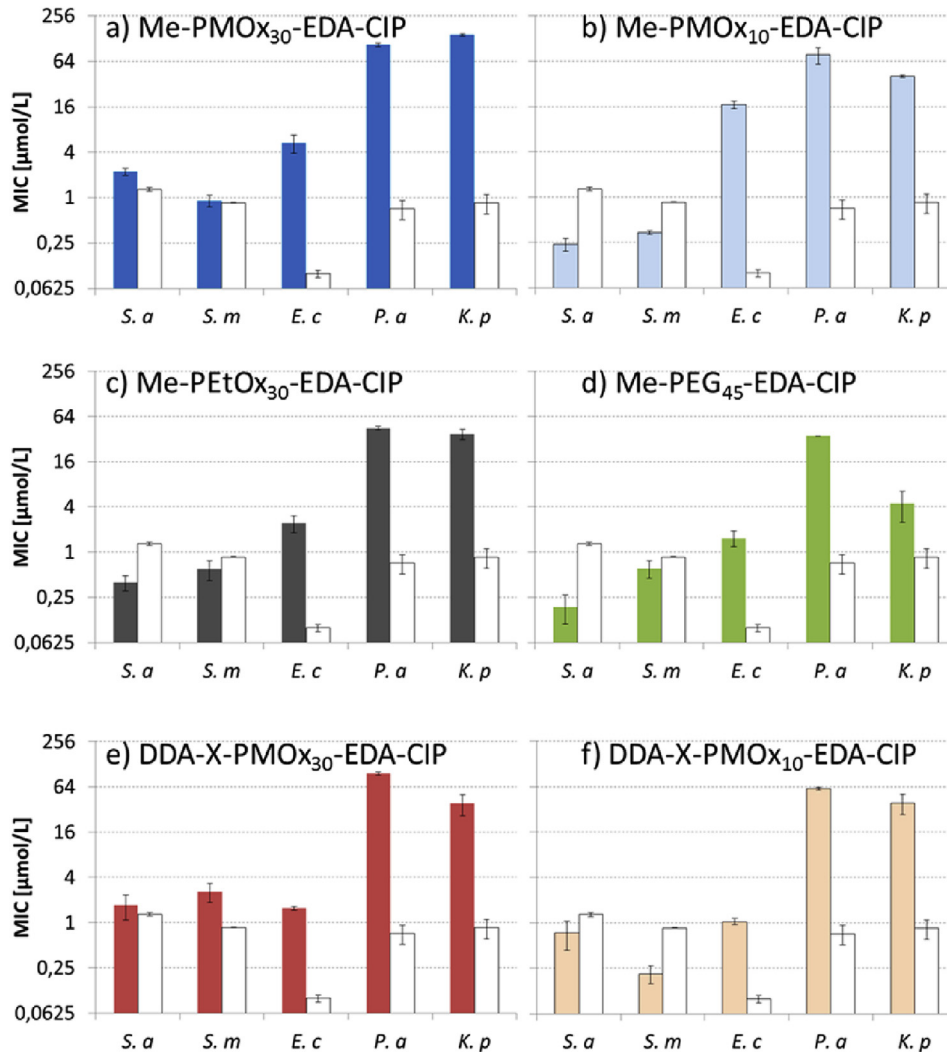 a) Me-PMOx₃₀-EDA-CIP
b) Me-PMOx₁₀-EDA-CIP
MIC [µmol/L]
256
64
16
4
1
0,25
0,0625
S. a S. m E. c P. a K. p
S. a S. m E. c P. a K. p
c) Me-PEtOx₃₀-EDA-CIP
d) Me-PEG₄₅-EDA-CIP
MIC [µmol/L]
256
64
16
4
1
0,25
0,0625
S. a S. m E. c P. a K. p
S. a S. m E. c P. a K. p
e) DDA-X-PMOx₃₀-EDA-CIP
f) DDA-X-PMOx₁₀-EDA-CIP
MIC [µmol/L]
256
64
16
4
1
0,25
0,0625
S. a S. m E. c P. a K. p
S. a S. m E. c P. a K. p